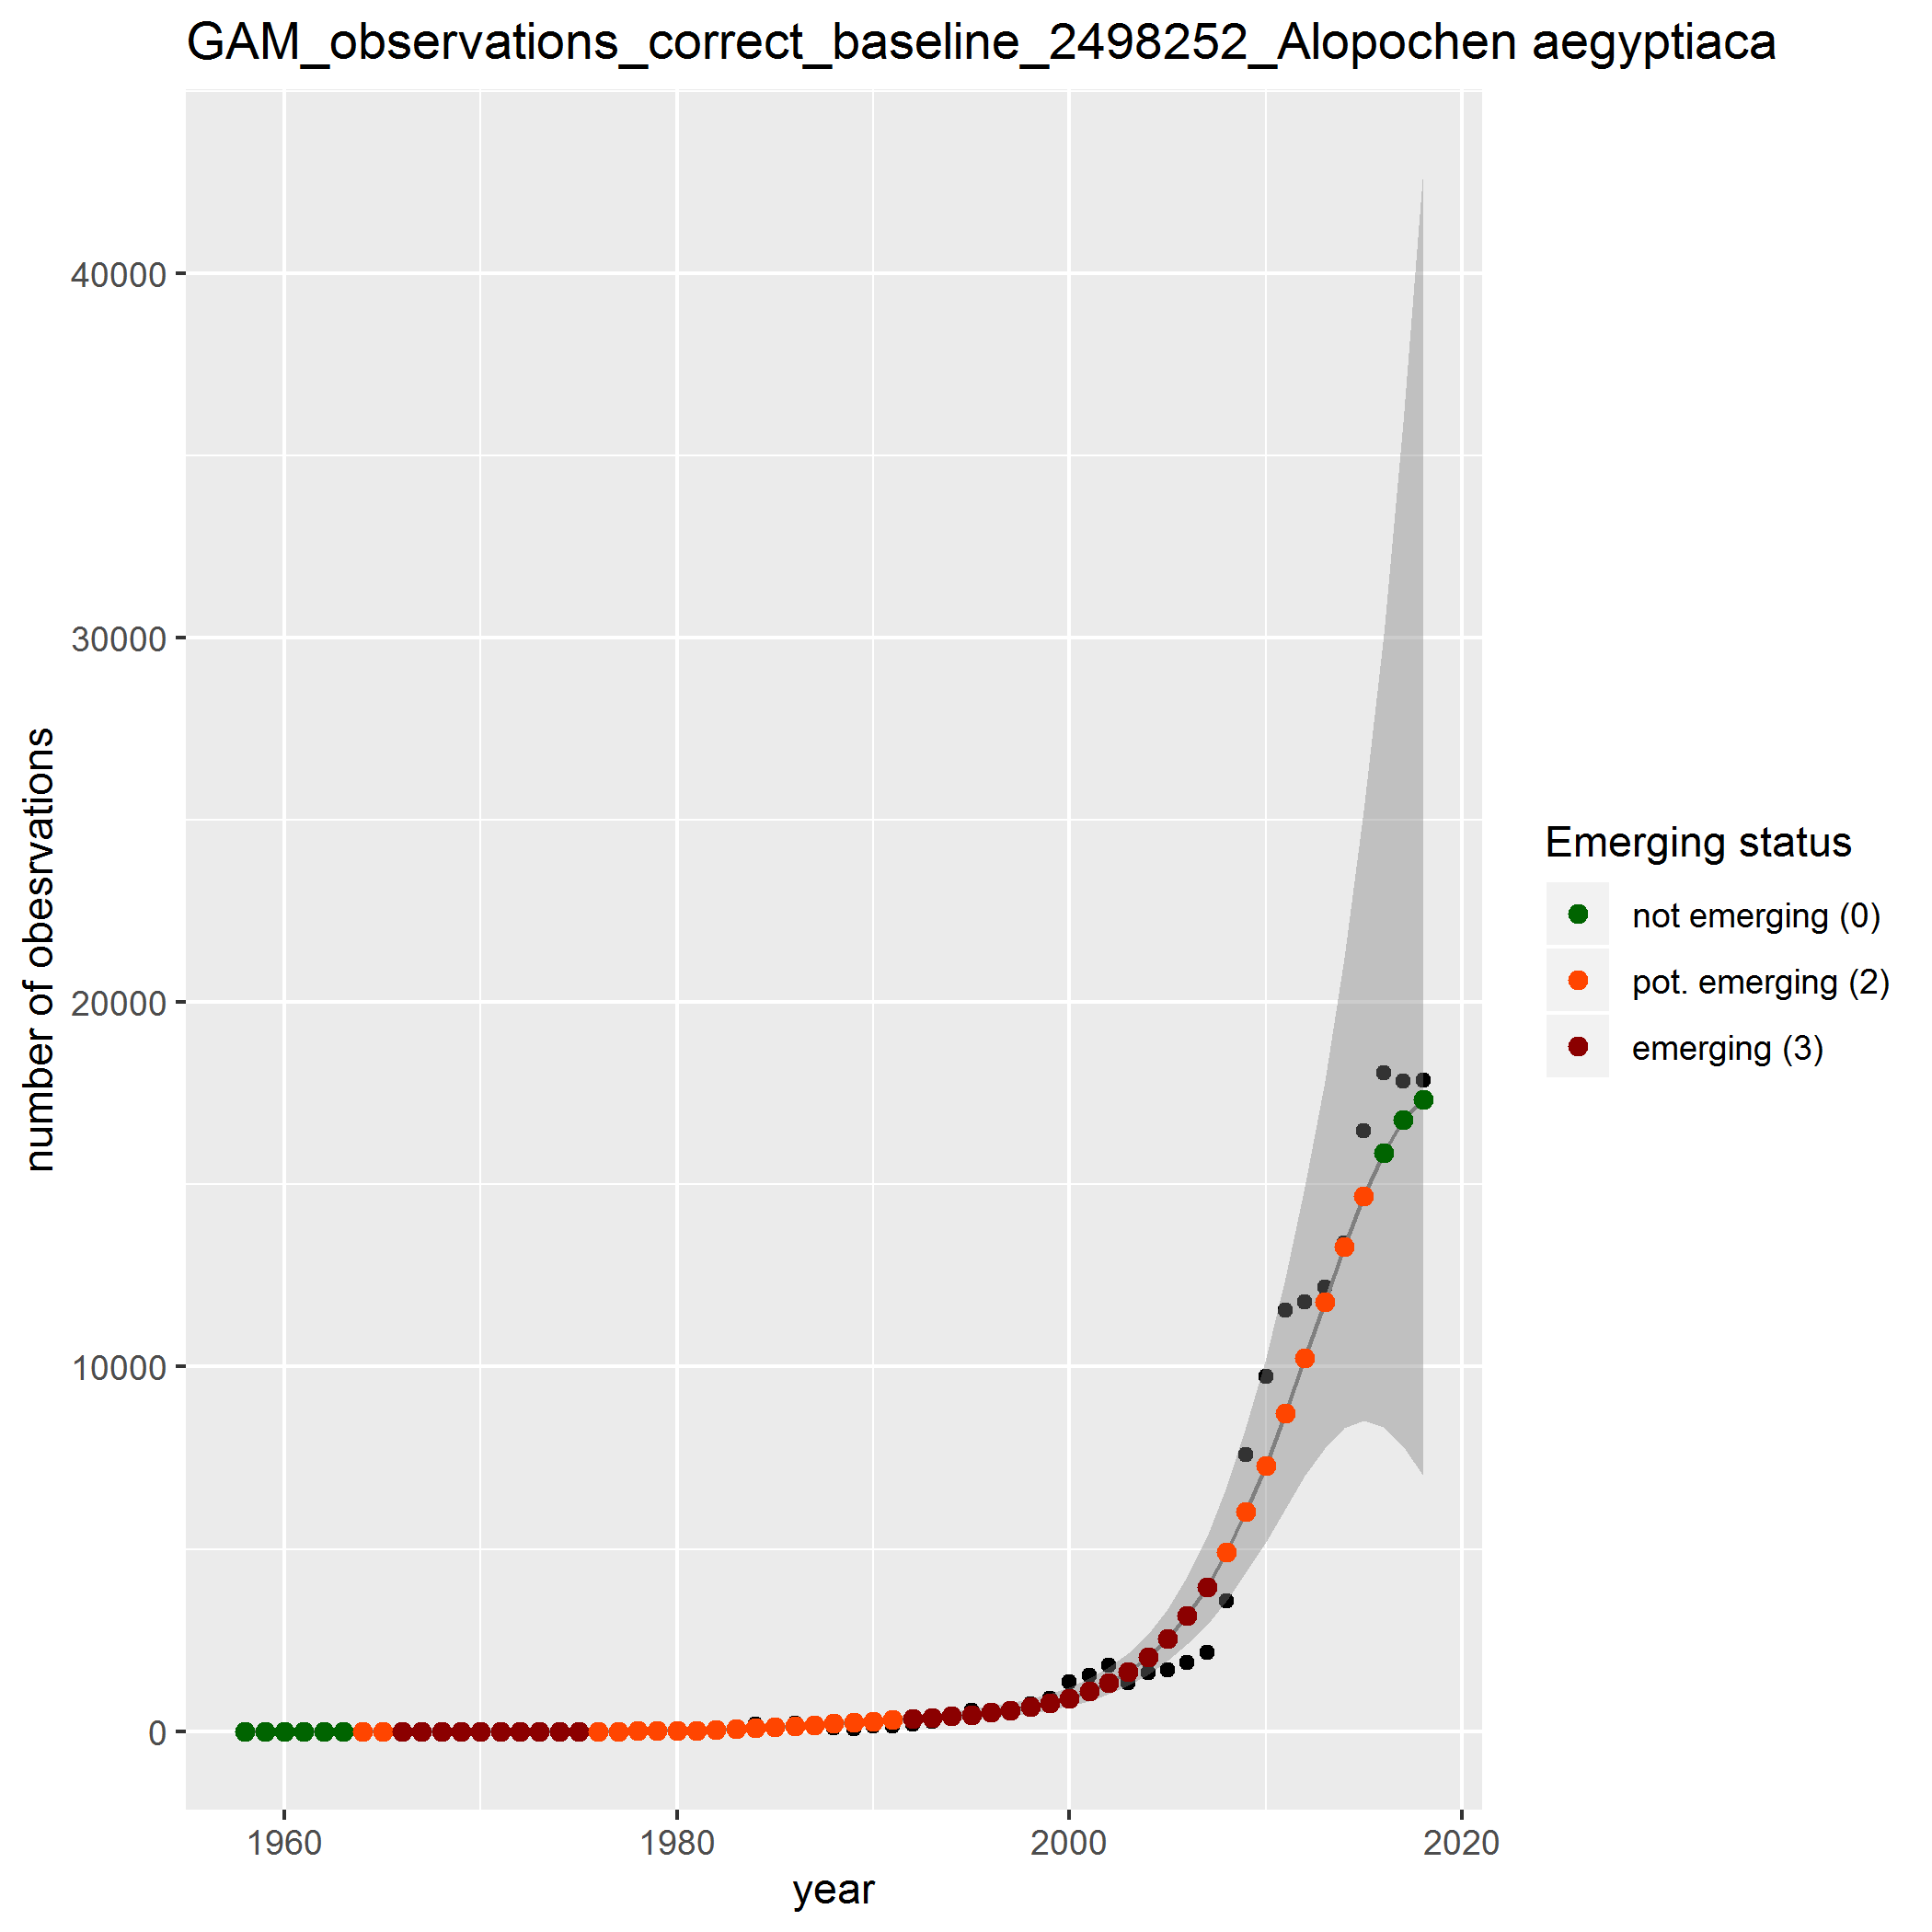 GAM_observations_correct_baseline_2498252_Alopochen aegyptiaca
number of obesrvations
40000
30000
20000
10000
0
1960
1980
2000
2020
year
Emerging status
not emerging (0)
pot. emerging (2)
emerging (3)